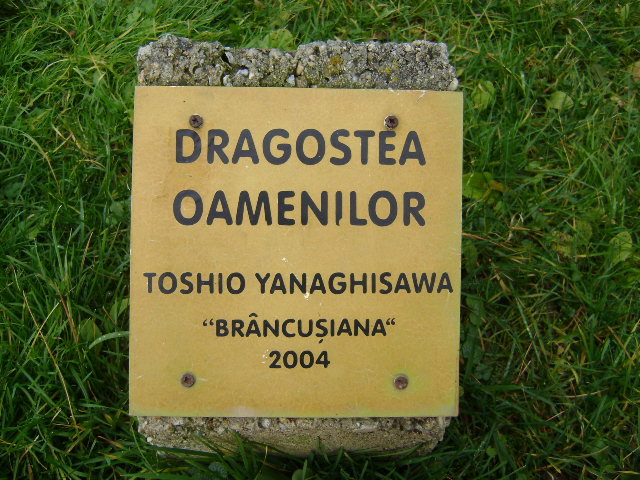 DRAGOSTEA
OAMENILOR
TOSHIO YANAGHISAWA
“BRÂNCUȘIANA“
2004